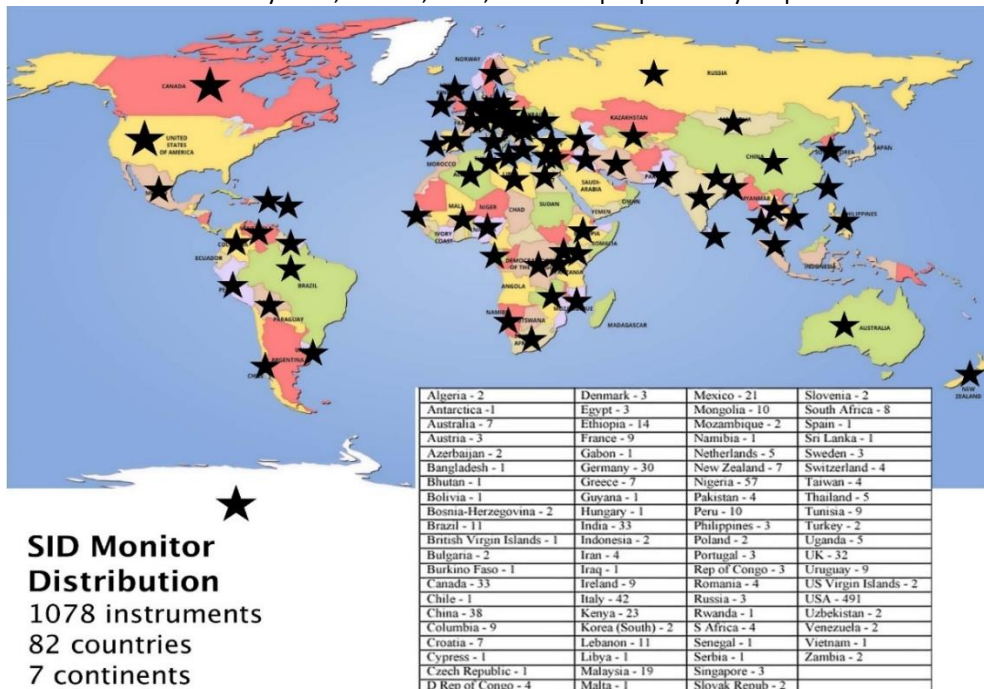 NORWAY
RUSSIA
CANADA
KAZAKHSTAN
UNITED
STATES
OF AMERICA
CHINA
JAPAN
MOROCCO
SAUDI-
ARABIA
OMAN
MALI
NIGER
CHAD
SUDAN
YEMEN
MYANMAR
PHILIPPINES
IVORY
COAST
SOMALIA
ECUADOR
INDONESIA
BRAZIL
ANGOLA
PARAGUAY
MADAGASCAR
AUSTRALIA
ARGENTINA
NEW
ZEALAND
SID Monitor
Distribution
1078 instruments
82 countries
7 continents
Algeria - 2 Denmark - 3 Mexico - 21 Slovenia - 2
Antarctica -1 Egypt - 3 Mongolia - 10 South Africa - 8
Australia - 7 Ethiopia - 14 Mozambique - 2 Spain - 1
Austria - 3 France - 9 Namibia - 1 Sri Lanka - 1
Azerbaijan - 2 Gabon - 1 Netherlands - 5 Sweden - 3
Bangladesh - 1 Germany - 30 New Zealand - 7 Switzerland - 4
Bhutan - 1 Greece - 7 Nigeria - 57 Taiwan - 4
Bolivia - 1 Guyana - 1 Pakistan - 4 Thailand - 5
Bosnia-Herzegovina - 2 Hungary - 1 Peru - 10 Tunisia - 9
Brazil - 11 India - 33 Philippines - 3 Turkey - 2
British Virgin Islands - 1 Indonesia - 2 Poland - 2 Uganda - 5
Bulgaria - 2 Iran - 4 Portugal - 3 UK - 32
Burkino Faso - 1 Iraq - 1 Rep of Congo - 3 Uruguay - 9
Canada - 33 Ireland - 9 Romania - 4 US Virgin Islands - 2
Chile - 1 Italy - 42 Russia - 3 USA - 491
China - 38 Kenya - 23 Rwanda - 1 Uzbekistan - 2
Columbia - 9 Korea (South) - 2 S Africa - 4 Venezuela - 2
Croatia - 7 Lebanon - 11 Senegal - 1 Vietnam - 1
Cypress - 1 Libya - 1 Serbia - 1 Zambia - 2
Czech Republic - 1 Malaysia - 19 Singapore - 3
D Rep of Congo - 4 Malta - 1 Slovak Repub - 2